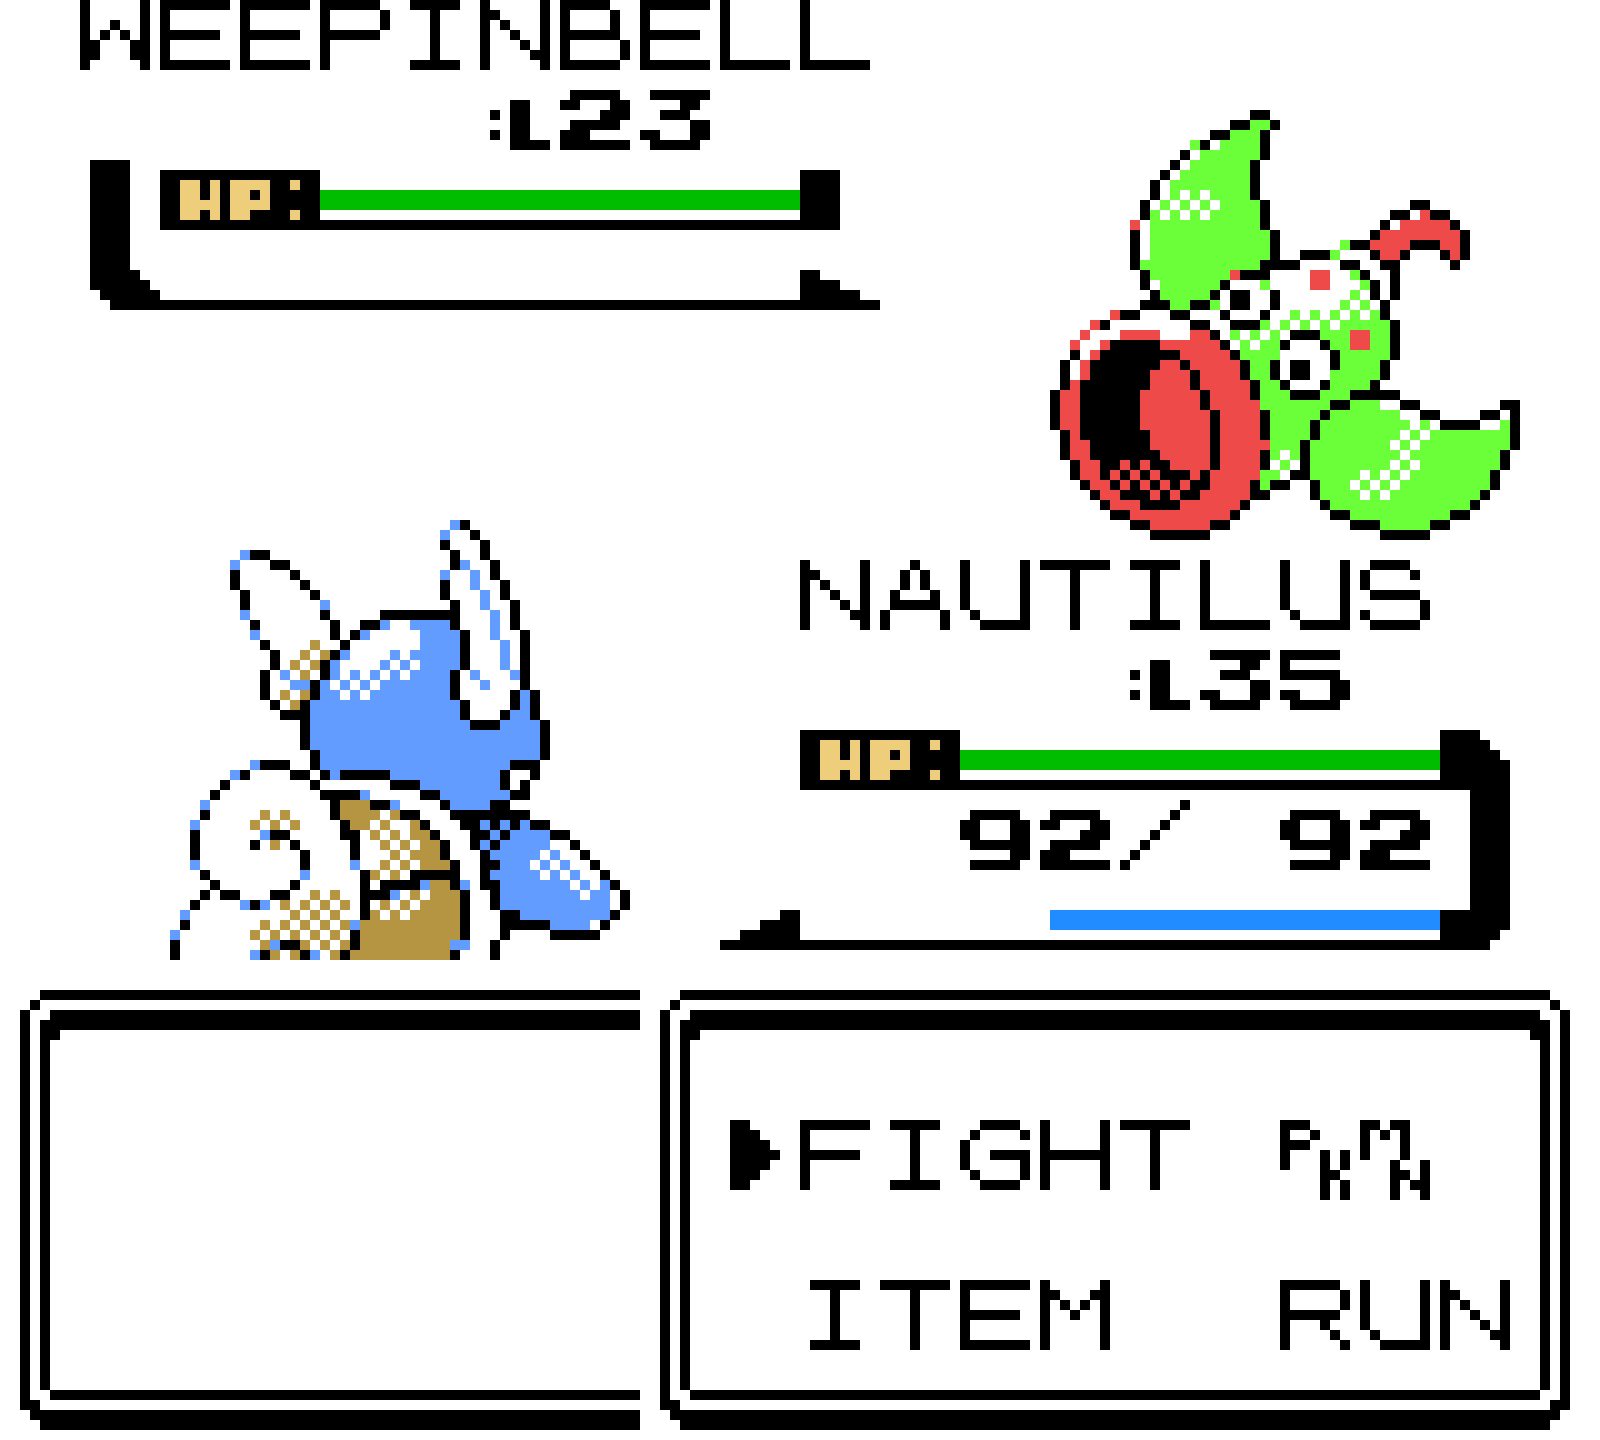 WEEPINBELL
:L23
HP:
NAUTILUS
:L35
HP:
92/ 92
FIGHT PKMN
ITEM RUN